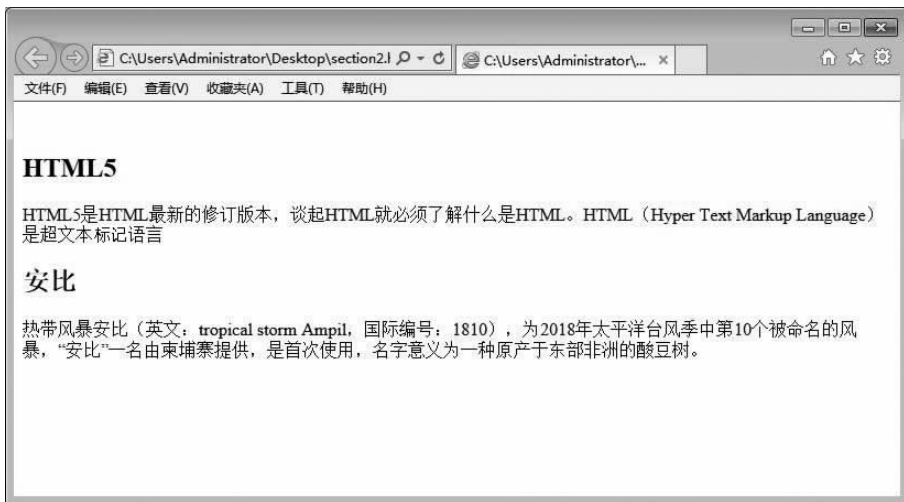 C:\Users\Administrator\Desktop\section2.l
C:\Users\Administrator\...
文件(F) 编辑(E) 查看(V) 收藏夹(A) 工具(T) 帮助(H)
HTML5
HTML5是HTML最新的修订版本，谈起HTML就必须了解什么是HTML。HTML（Hyper Text Markup Language）
是超文本标记语言
安比
热带风暴安比（英文：tropical storm Ampil，国际编号：1810），为2018年太平洋台风季中第10个被命名的风
暴，“安比”一名由柬埔寨提供，是首次使用，名字意义为一种原产于东部非洲的酸豆树。